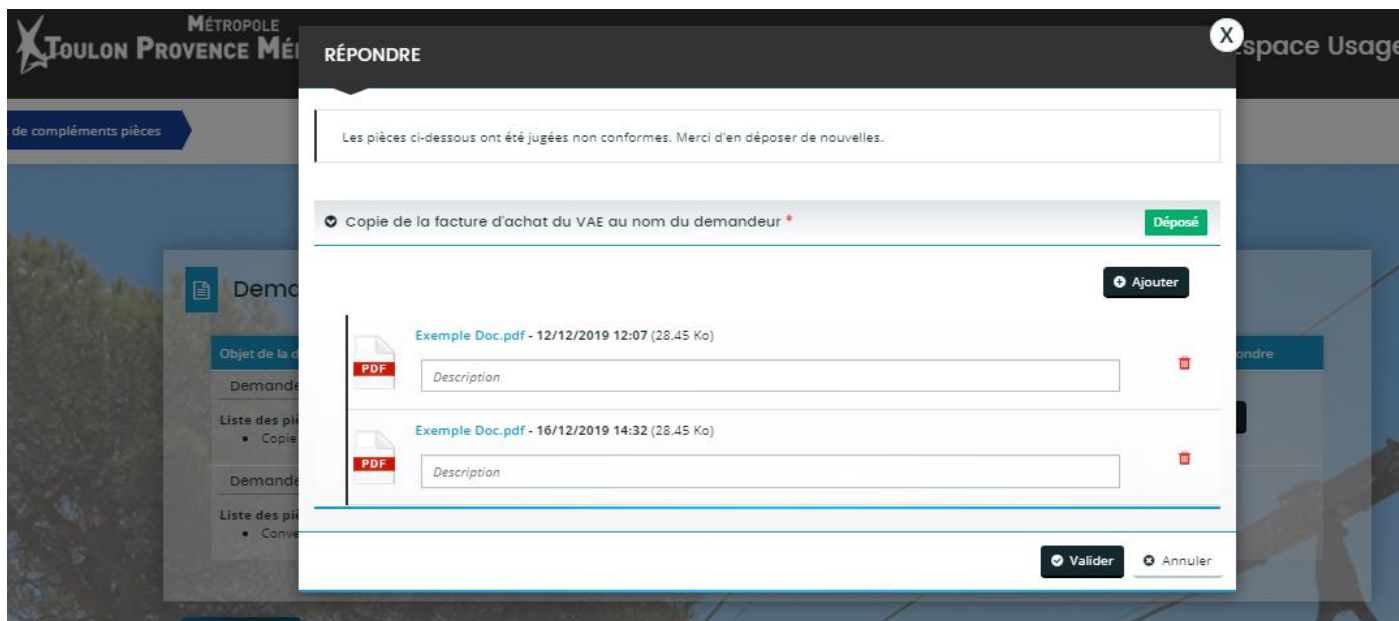 MÉTROPOLE
TOULON PROVENCE MÉ
RÉPONDRE
X
space Usage
de compléments pièces
Les pièces ci-dessous ont été jugées non conformes. Merci d'en déposer de nouvelles.
Copie de la facture d'achat du VAE au nom du demandeur *
Déposé
Ajouter
Exemple Doc.pdf - 12/12/2019 12:07 (28.45 Ko)
PDF
Description
Exemple Doc.pdf - 16/12/2019 14:32 (28.45 Ko)
PDF
Description
Dem
Objet de la d
ondre
Demande
Liste des piè
• Copie
Demande
Liste des piè
• Conve
Valider
Annuler